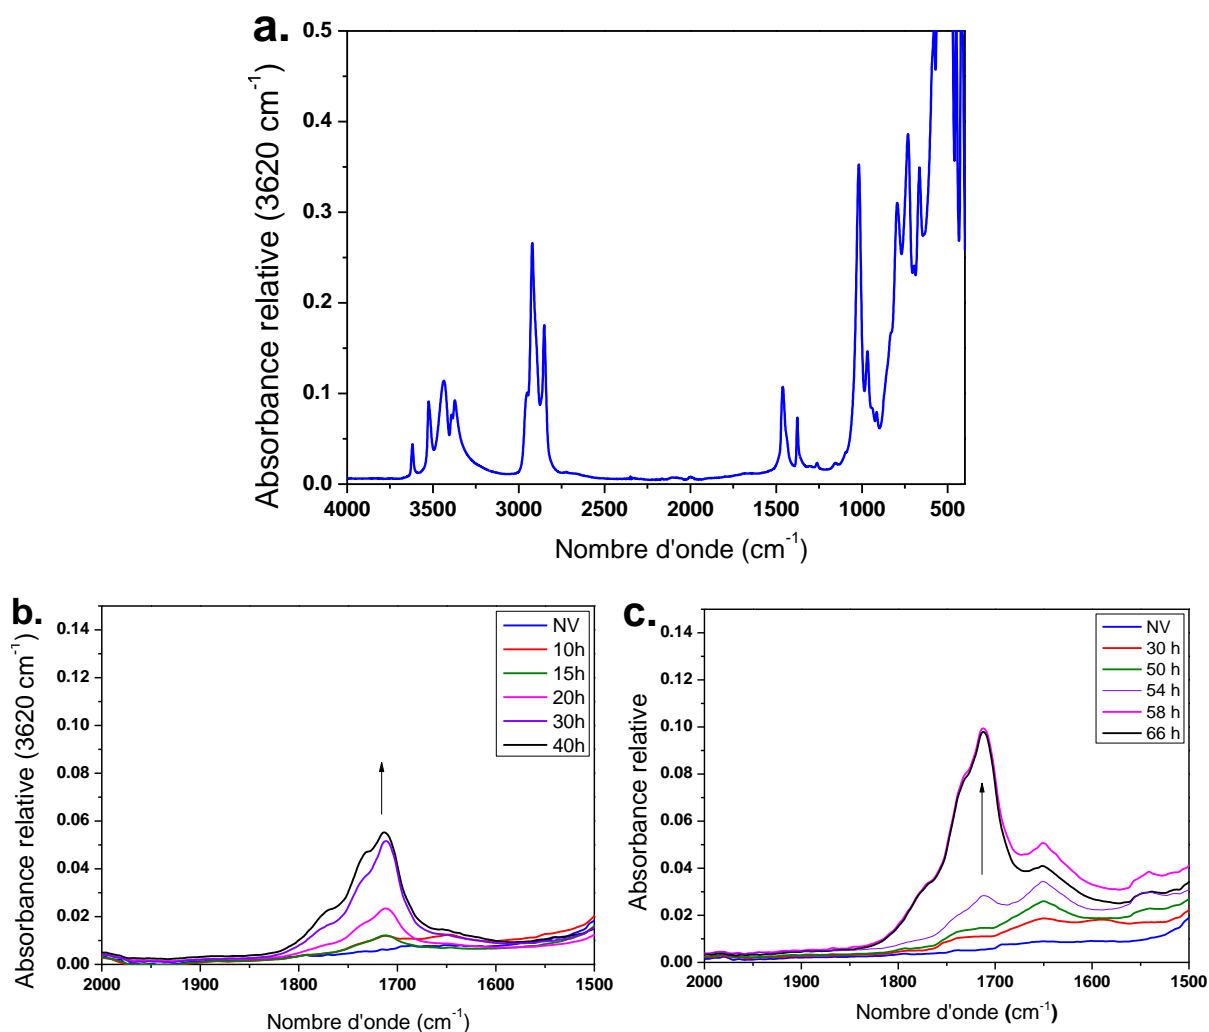 a.
Absorbance relative (3620 cm-1)
0.5
0.4
0.3
0.2
0.1
0.0
4000 3500 3000 2500 2000 1500 1000 500
Nombre d'onde (cm-1)
b.
Absorbance relative (3620 cm-1)
0.14
0.12
0.10
0.08
0.06
0.04
0.02
0.00
NV
10h
15h
20h
30h
40h
2000 1900 1800 1700 1600 1500
Nombre d'onde (cm-1)
c.
Absorbance relative
0.14
0.12
0.10
0.08
0.06
0.04
0.02
0.00
NV
30 h
50 h
54 h
58 h
66 h
2000 1900 1800 1700 1600 1500
Nombre d'onde (cm-1)